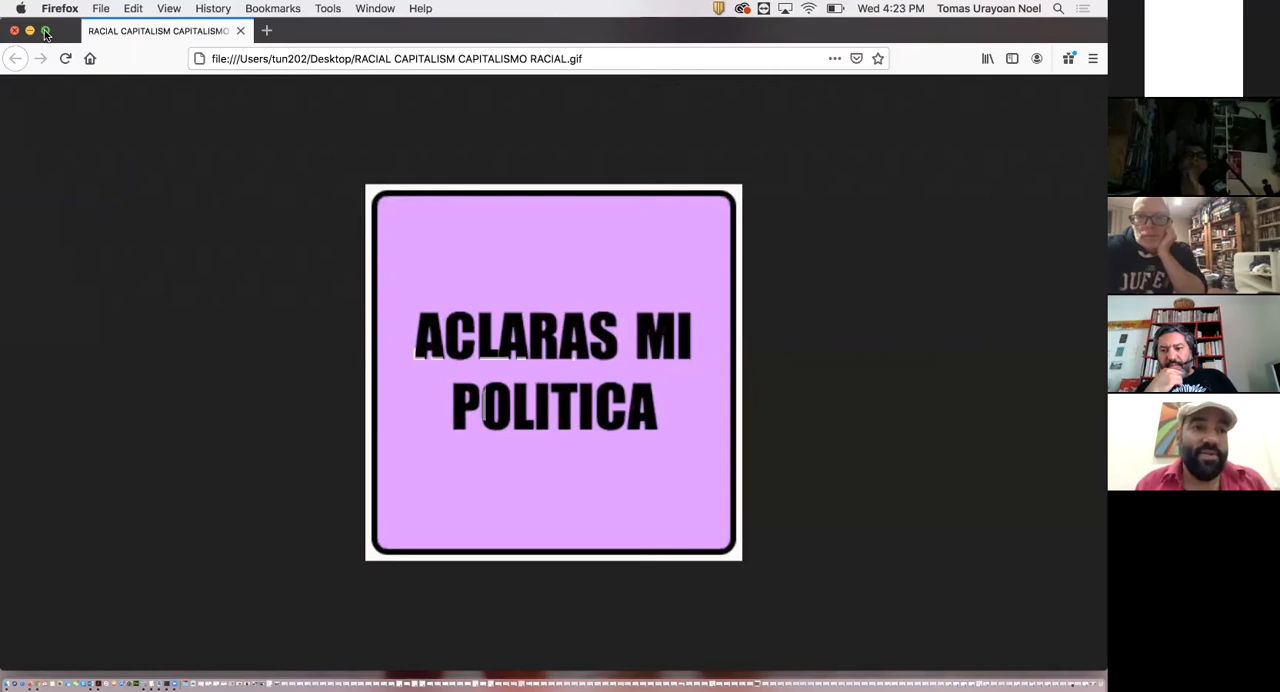 Firefox File Edit View History Bookmarks Tools Window Help
Wed 4:23 PM Tomas Urayoan Noel
RACIAL CAPITALISM CAPITALISMO
file:///Users/tun202/Desktop/RACIAL CAPITALISM CAPITALISMO RACIAL.gif
ACLARAS MI
POLITICA